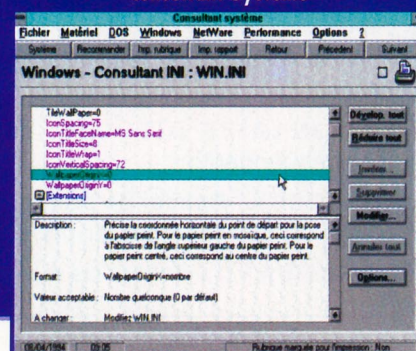 Consultant système
Fichier Matériel DOS Windows NetWare Performance Options ?
Système Recommander Imp. rubrique Imp. rapport Retour Précédent Suivant
Windows - Consultant INI : WIN.INI
TileWallPaper=0
IconSpacing=75
IconTitleFaceName=MS Sans Serif
IconTitleSize=8
IconTitleWrap=1
IconVerticalSpacing=72
WallpaperOriginX=0
WallpaperOriginY=0
[Extensions]
Dévelop. tout
Réduire tout
Insérer...
Supprimer
Modifier...
Annuler tout
Options...
Description : Précise la coordonnée horizontale du point de départ pour la pose
du papier peint. Pour le papier peint en mosaïque, ceci correspond
à l'abscisse de l'angle supérieur gauche du papier peint. Pour le
papier peint centré, ceci correspond au centre du papier peint.
Format : WallpaperOriginX=nombre
Valeur acceptable : Nombre quelconque (0 par défaut)
A changer : Modifiez WIN.INI
06/04/1994 09:05 Rubrique marquée pour l'impression : Non